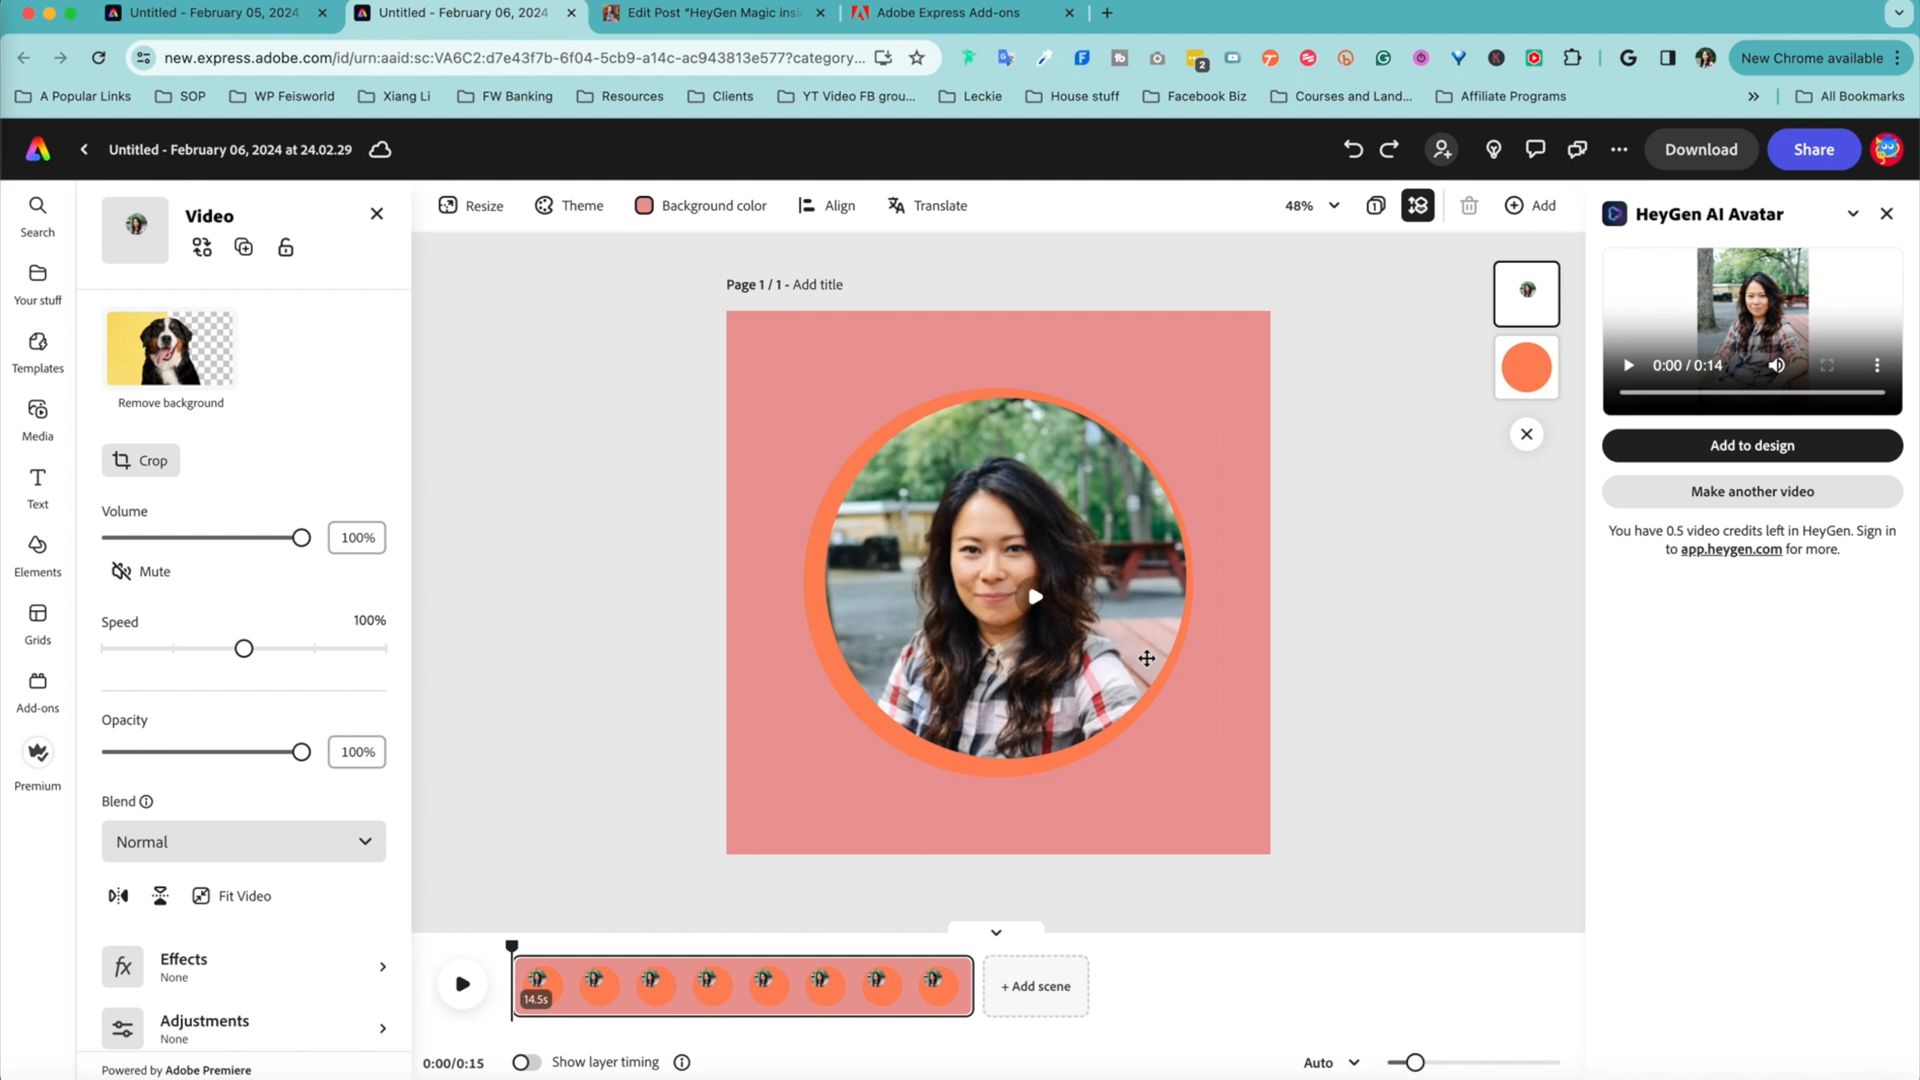 Untitled - February 05, 2024
Untitled - February 06, 2024
Edit Post "HeyGen Magic insi
Adobe Express Add-ons
new.express.adobe.com/id/urn:aaid:sc:VA6C2:d7e43f7b-6f04-5cb9-a14c-ac943813e577?category...
2
New Chrome available
A Popular Links
SOP
WP Feisworld
Xiang Li
FW Banking
Resources
Clients
YT Video FB grou...
Leckie
House stuff
Facebook Biz
Courses and Land...
Affiliate Programs
All Bookmarks
Untitled - February 06, 2024 at 24.02.29
Download
Share
Search
Your stuff
Templates
Media
Text
Elements
Grids
Add-ons
Premium
Video
Remove background
Crop
Volume
100%
Mute
Speed
100%
Opacity
100%
Blend
Normal
Fit Video
fx
Effects
None
Adjustments
None
Powered by Adobe Premiere
Resize
Theme
Background color
Align
Translate
48%
1
Add
Page 1 / 1 - Add title
14.5s
+ Add scene
0:00/0:15
Show layer timing
Auto
HeyGen AI Avatar
0:00 / 0:14
Add to design
Make another video
You have 0.5 video credits left in HeyGen. Sign in
to app.heygen.com for more.